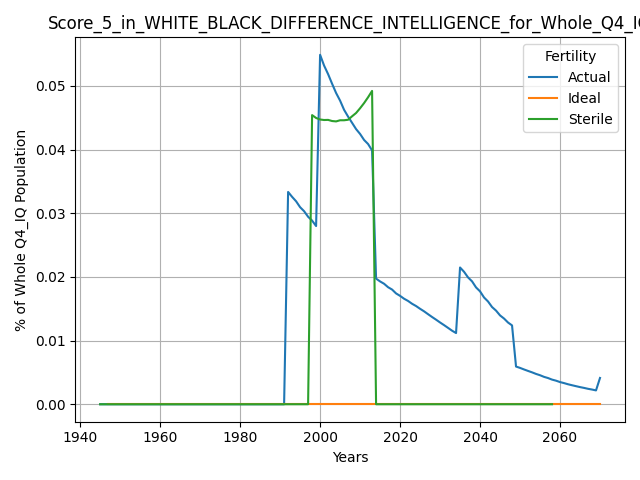 Score_5_in_WHITE_BLACK_DIFFERENCE_INTELLIGENCE_for_Whole_Q4_IQ
Fertility
Actual
Ideal
Sterile
% of Whole Q4_IQ Population
0.05
0.04
0.03
0.02
0.01
0.00
1940 1960 1980 2000 2020 2040 2060
Years